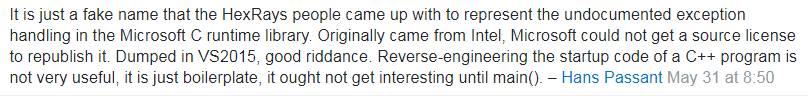 It is just a fake name that the HexRays people came up with to represent the undocumented exception
handling in the Microsoft C runtime library. Originally came from Intel, Microsoft could not get a source license
to republish it. Dumped in VS2015, good riddance. Reverse-engineering the startup code of a C++ program is
not very useful, it is just boilerplate, it ought not get interesting until main(). – Hans Passant May 31 at 8:50